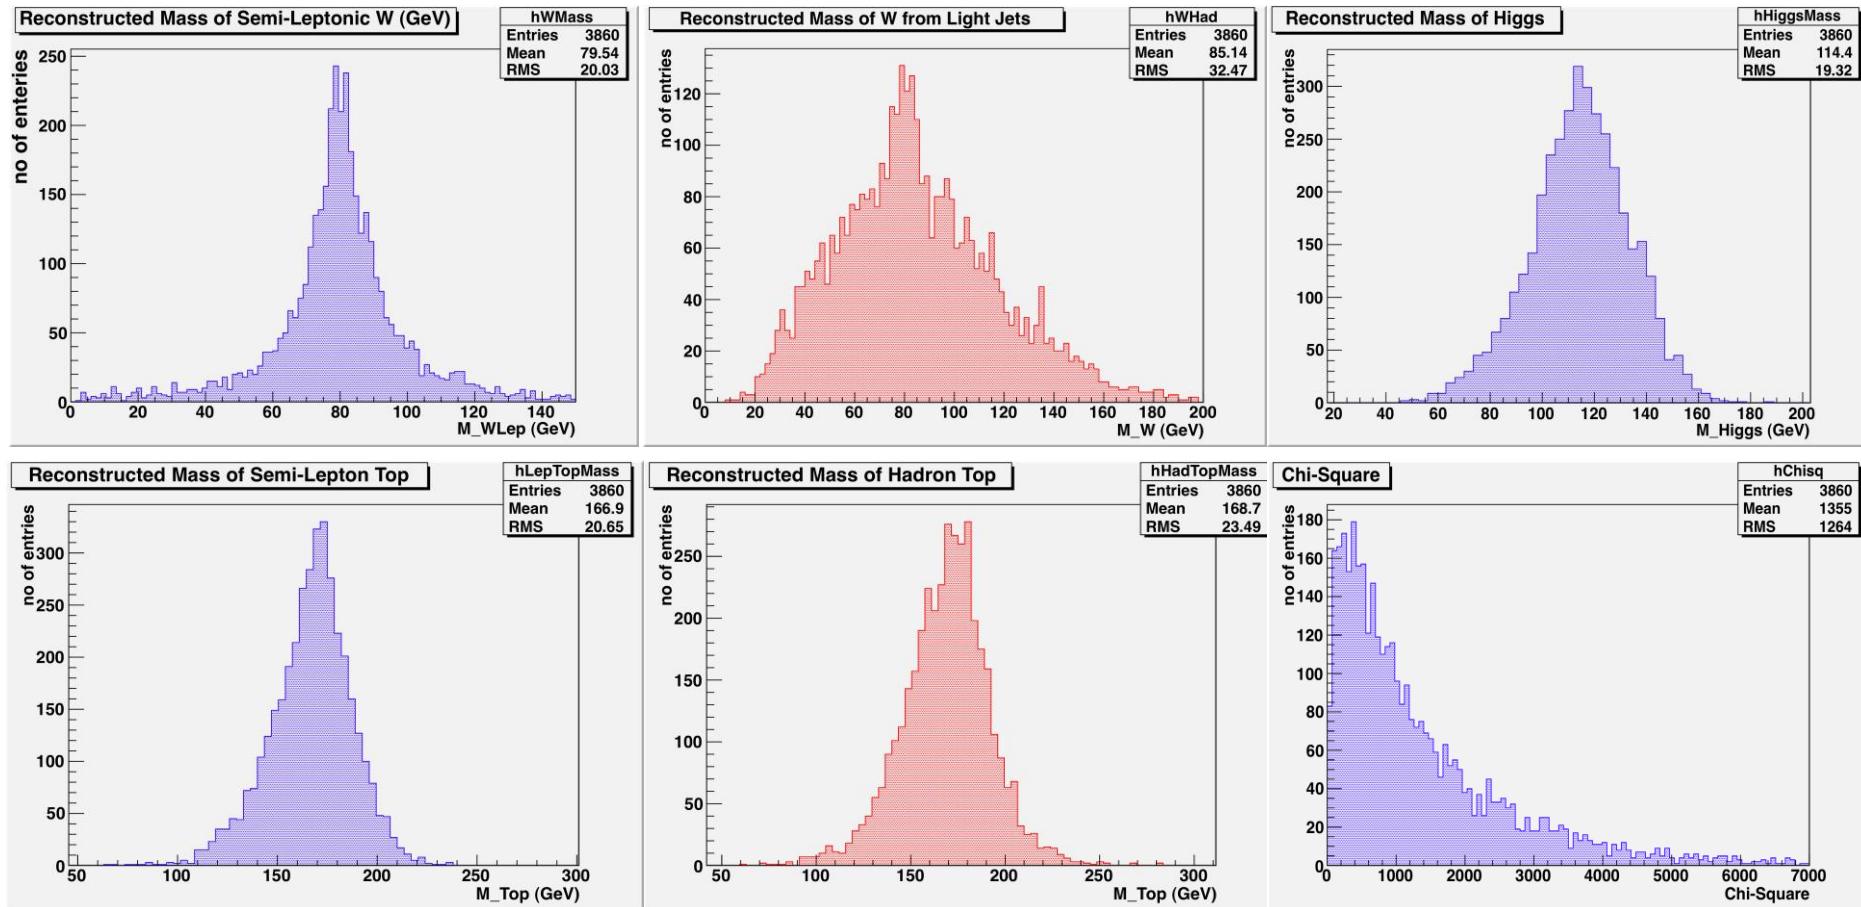 Reconstructed Mass of Semi-Leptonic W (GeV)
hWMass
Entries 3860
Mean 79.54
RMS 20.03
no of enteries
250
200
150
100
50
0
0 20 40 60 80 100 120 140
M_WLep (GeV)
Reconstructed Mass of W from Light Jets
hWHad
Entries 3860
Mean 85.14
RMS 32.47
no of enteries
120
100
80
60
40
20
0
0 20 40 60 80 100 120 140 160 180 200
M_W (GeV)
Reconstructed Mass of Higgs
hHiggsMass
Entries 3860
Mean 114.4
RMS 19.32
no of enteries
300
250
200
150
100
50
0
20 40 60 80 100 120 140 160 180 200
M_Higgs (GeV)
Reconstructed Mass of Semi-Lepton Top
hLepTopMass
Entries 3860
Mean 166.9
RMS 20.65
no of enteries
300
250
200
150
100
50
0
50 100 150 200 250 300
M_Top (GeV)
Reconstructed Mass of Hadron Top
hHadTopMass
Entries 3860
Mean 168.7
RMS 23.49
no of enteries
250
200
150
100
50
0
50 100 150 200 250 300
M_Top (GeV)
Chi-Square
hChisq
Entries 3860
Mean 1355
RMS 1264
no of enteries
180
160
140
120
100
80
60
40
20
0
0 1000 2000 3000 4000 5000 6000 7000
Chi-Square